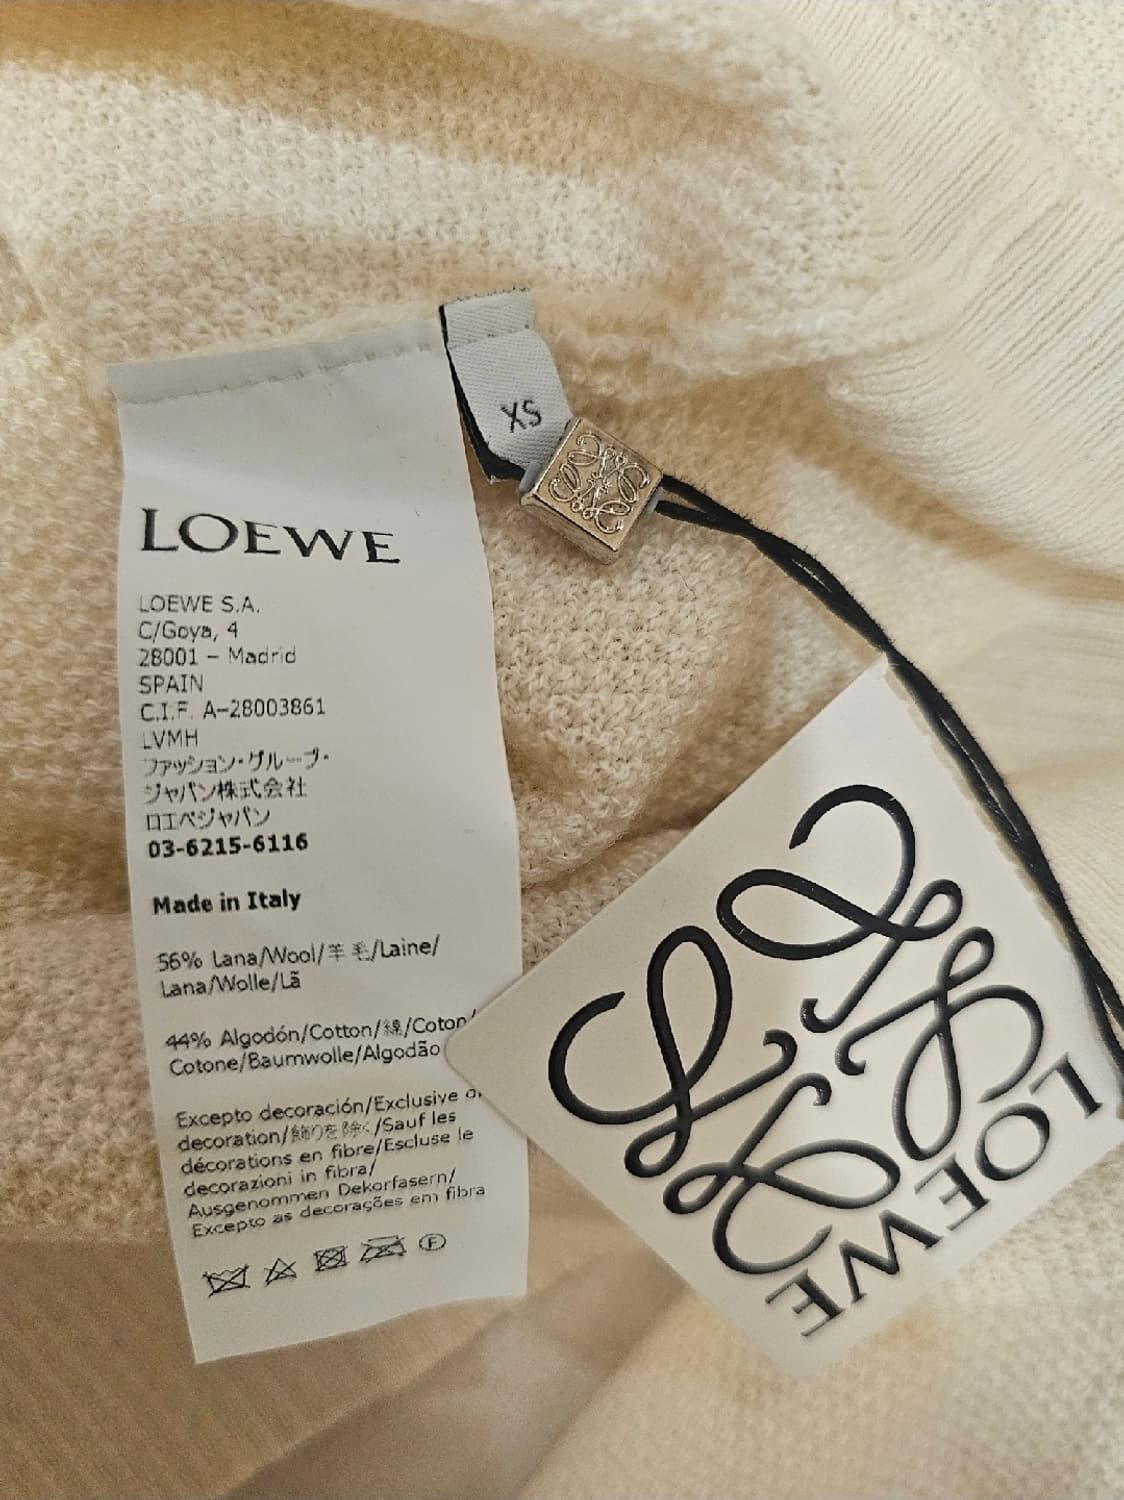 XS
LOEWE
LOEWE S.A.
C/Goya, 4
28001 – Madrid
SPAIN
C.I.F. A-28003861
LVMH
ファッション・グループ・
ジャパン株式会社
ロエベジャパン
03-6215-6116
Made in Italy
56% Lana/Wool/羊毛/Laine/
Lana/Wolle/Lã
44% Algodón/Cotton/綿/Coton/
Cotone/Baumwolle/Algodão
Excepto decoración/Exclusive
decoration/飾りを除く/Sauf les
décorations en fibre/Escluse le
decorazioni in fibra/
Ausgenommen Dekorfasern/
Excepto as decorações em fibra
F
LOEWE